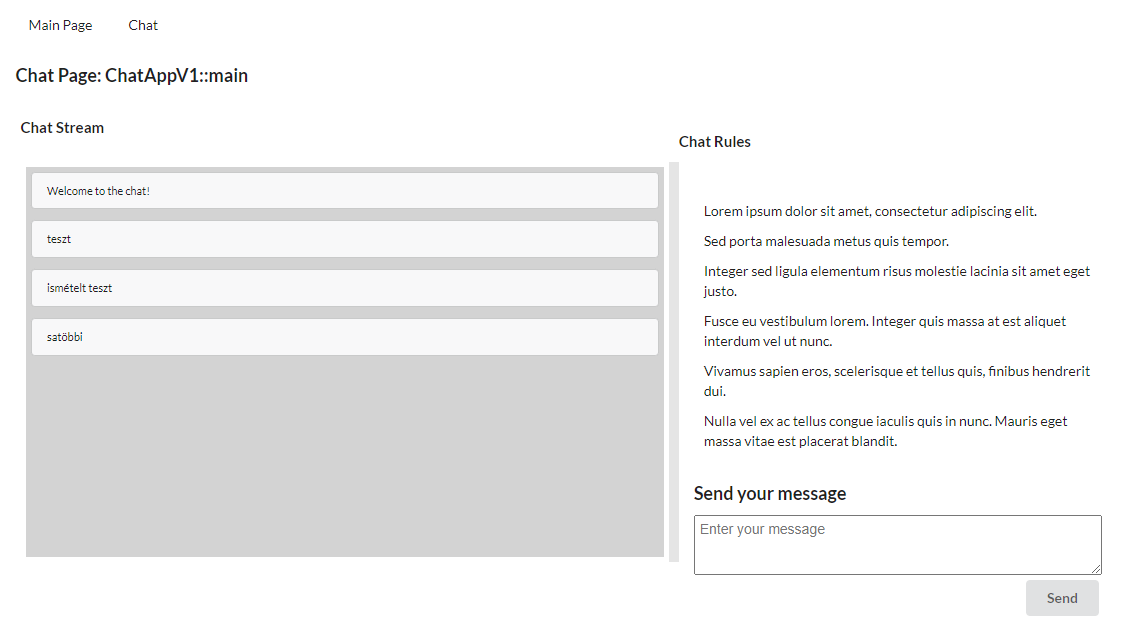 Main Page Chat
Chat Page: ChatAppV1::main
Chat Stream
Welcome to the chat!
teszt
ismételt teszt
satöbbi
Chat Rules
Lorem ipsum dolor sit amet, consectetur adipiscing elit.
Sed porta malesuada metus quis tempor.
Integer sed ligula elementum risus molestie lacinia sit amet eget
justo.
Fusce eu vestibulum lorem. Integer quis massa at est aliquet
interdum vel ut nunc.
Vivamus sapien eros, scelerisque et tellus quis, finibus hendrerit
dui.
Nulla vel ex ac tellus congue iaculis quis in nunc. Mauris eget
massa vitae est placerat blandit.
Send your message
Enter your message
Send